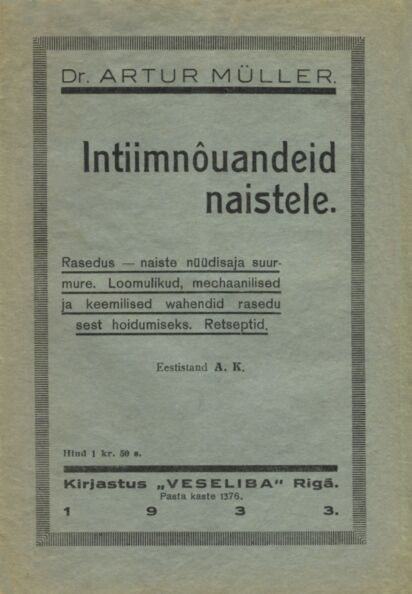 Dr. ARTUR MÜLLER.
Intiimnôuandeid
naistele.
Rasedus — naiste nüüdisaja suur-
mure. Loomulikud, mechaanilised
ja keemilised wahendid rasedu
sest hoidumiseks. Retseptid.
Eestistand A. K.
Hind 1 kr. 50 s.
Kirjastus „VESELIBA“ Rigā.
Pasta kaste 1376.
1 9 3 3.